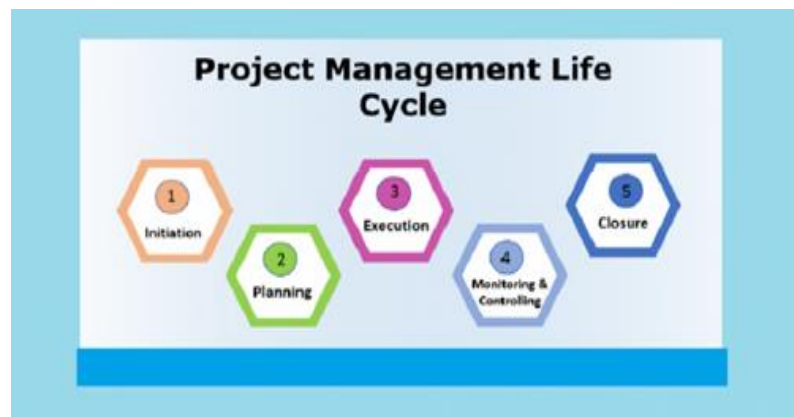 Project Management Life
Cycle
1
Initiation
2
Planning
3
Execution
4
Monitoring &
Controlling
5
Closure